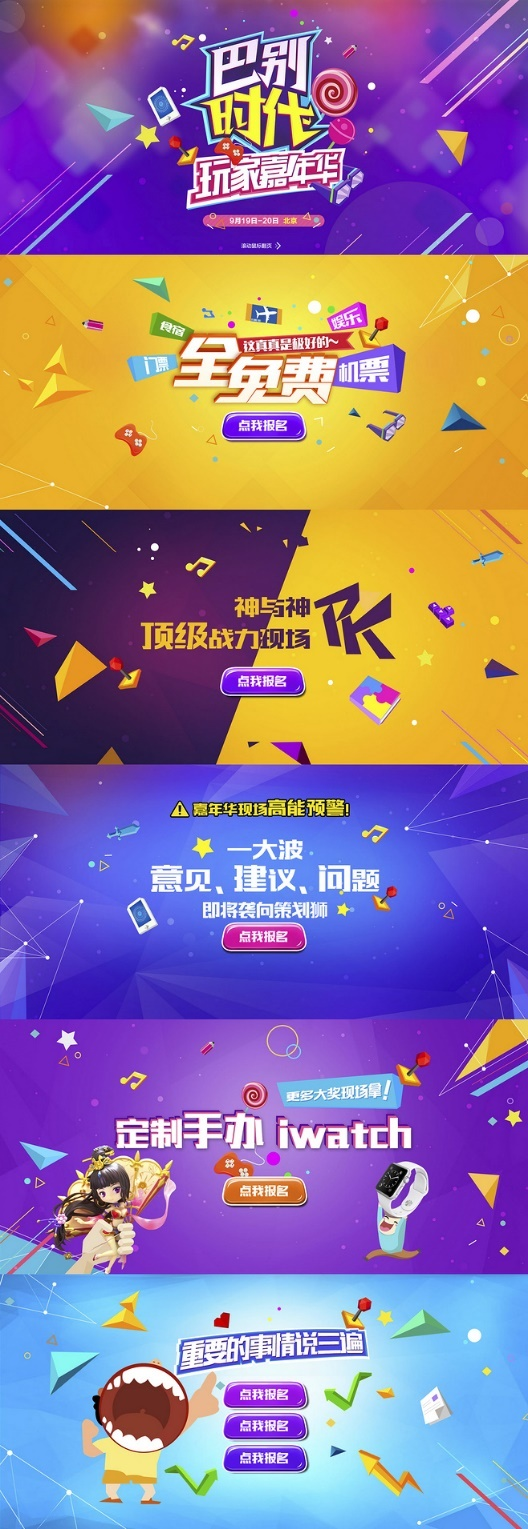 巴别
时代
玩家嘉年华
9月19日-20日 北京
滚动鼠标翻页
食宿
娱乐
门票
这真真是极好的~
全免费
机票
点我报名
神与神
顶级战力现场
PK
点我报名
嘉年华现场高能预警!
一大波
意见、建议、问题
即将袭向策划狮
点我报名
更多大奖现场拿!
定制手办 iwatch
点我报名
重要的事情说三遍
点我报名
点我报名
点我报名